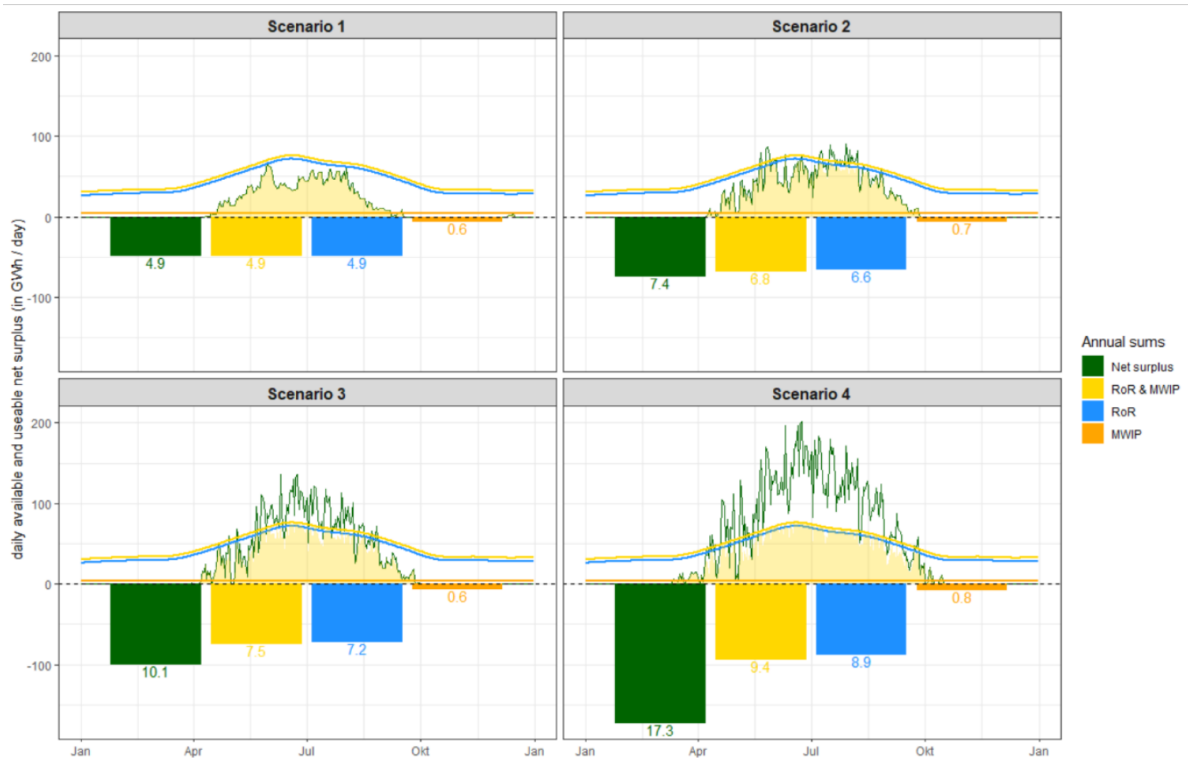 Scenario 1
Scenario 2
200
100
0
-100
4.9
4.9
4.9
0.6
7.4
6.8
6.6
0.7
Scenario 3
Scenario 4
200
100
0
-100
10.1
7.5
7.2
0.6
17.3
9.4
8.9
0.8
Jan
Apr
Jul
Okt
Jan
Jan
Apr
Jul
Okt
Jan
daily available and useable net surplus (in GWh / day)
Annual sums
Net surplus
RoR & MWIP
RoR
MWIP